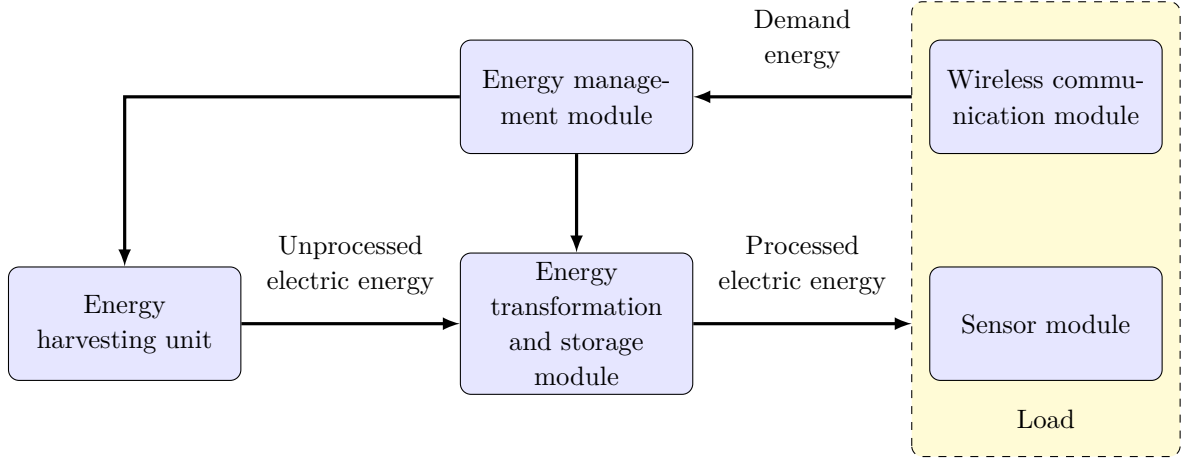 Demand
energy
Energy manage-
ment module
Wireless commu-
nication module
Unprocessed
electric energy
Processed
electric energy
Energy
harvesting unit
Energy
transformation
and storage
module
Sensor module
Load